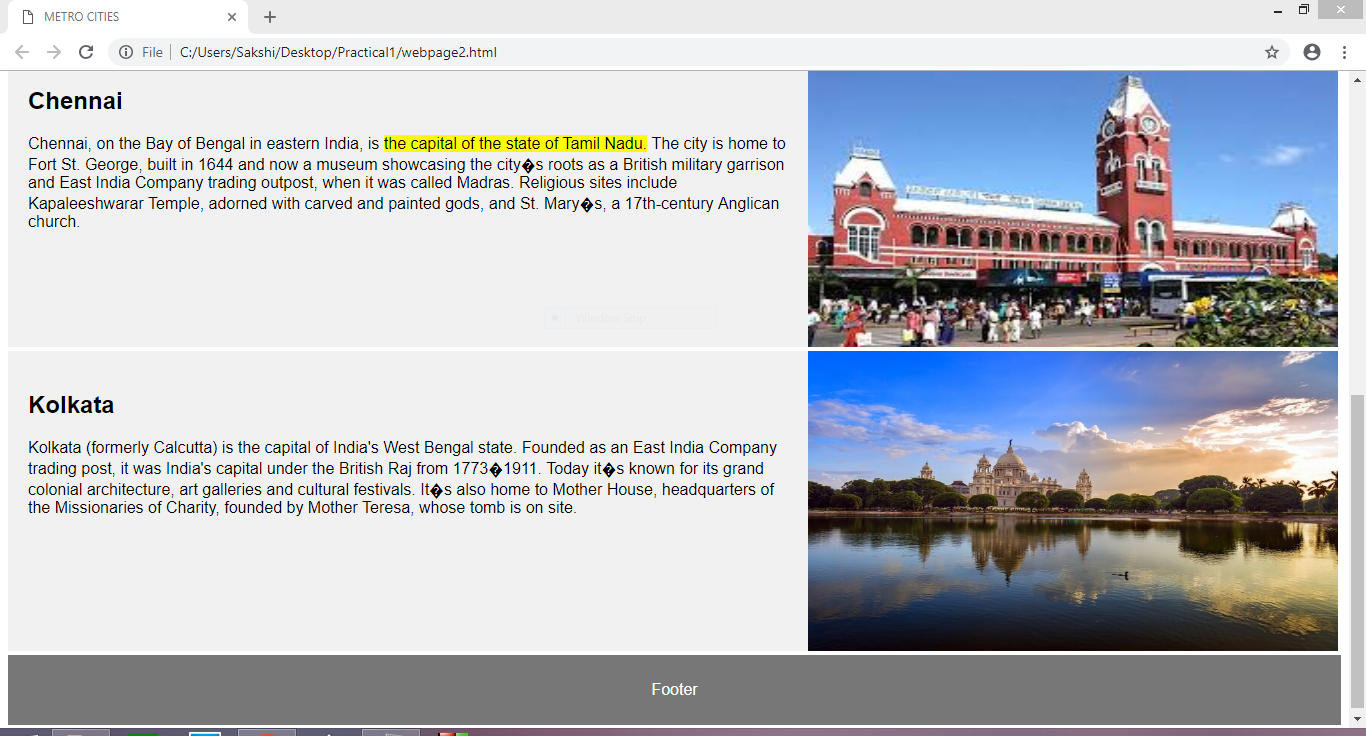 METRO CITIES
File C:/Users/Sakshi/Desktop/Practical1/webpage2.html
Chennai
Chennai, on the Bay of Bengal in eastern India, is the capital of the state of Tamil Nadu. The city is home to
Fort St. George, built in 1644 and now a museum showcasing the city�s roots as a British military garrison
and East India Company trading outpost, when it was called Madras. Religious sites include
Kapaleeshwarar Temple, adorned with carved and painted gods, and St. Mary�s, a 17th-century Anglican
church.
Kolkata
Kolkata (formerly Calcutta) is the capital of India's West Bengal state. Founded as an East India Company
trading post, it was India's capital under the British Raj from 1773�1911. Today it�s known for its grand
colonial architecture, art galleries and cultural festivals. It�s also home to Mother House, headquarters of
the Missionaries of Charity, founded by Mother Teresa, whose tomb is on site.
Footer